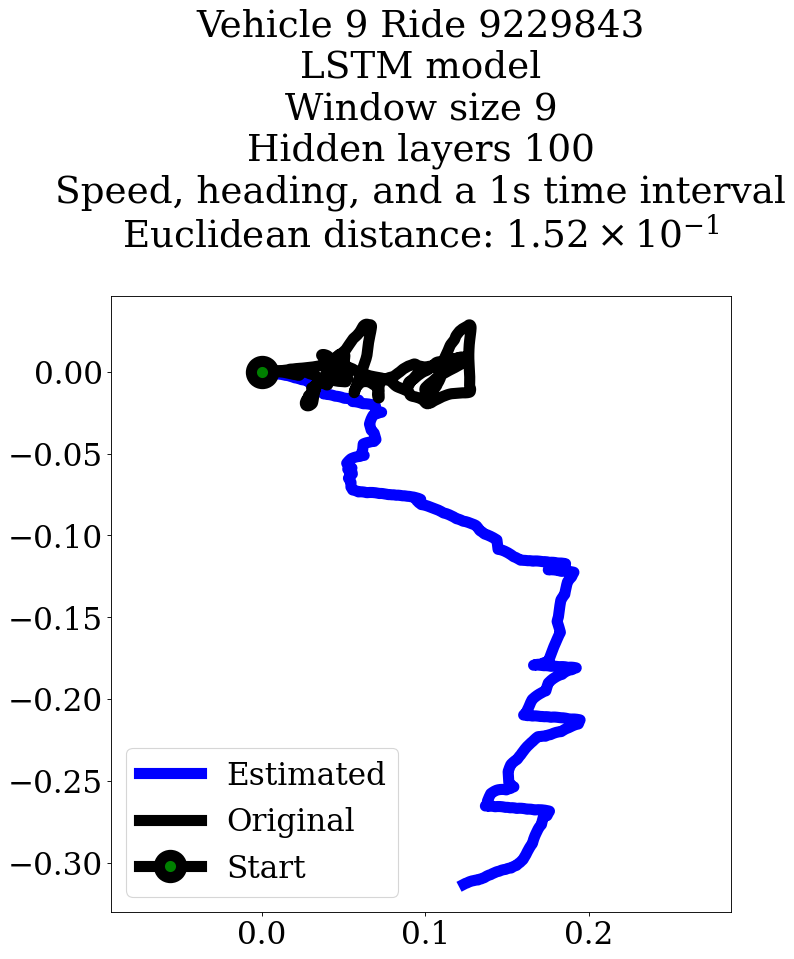 Vehicle 9 Ride 9229843
LSTM model
Window size 9
Hidden layers 100
Speed, heading, and a 1s time interval
Euclidean distance: 1.52 × 10⁻¹
0.00
−0.05
−0.10
−0.15
−0.20
−0.25
−0.30
Estimated
Original
Start
0.0 0.1 0.2